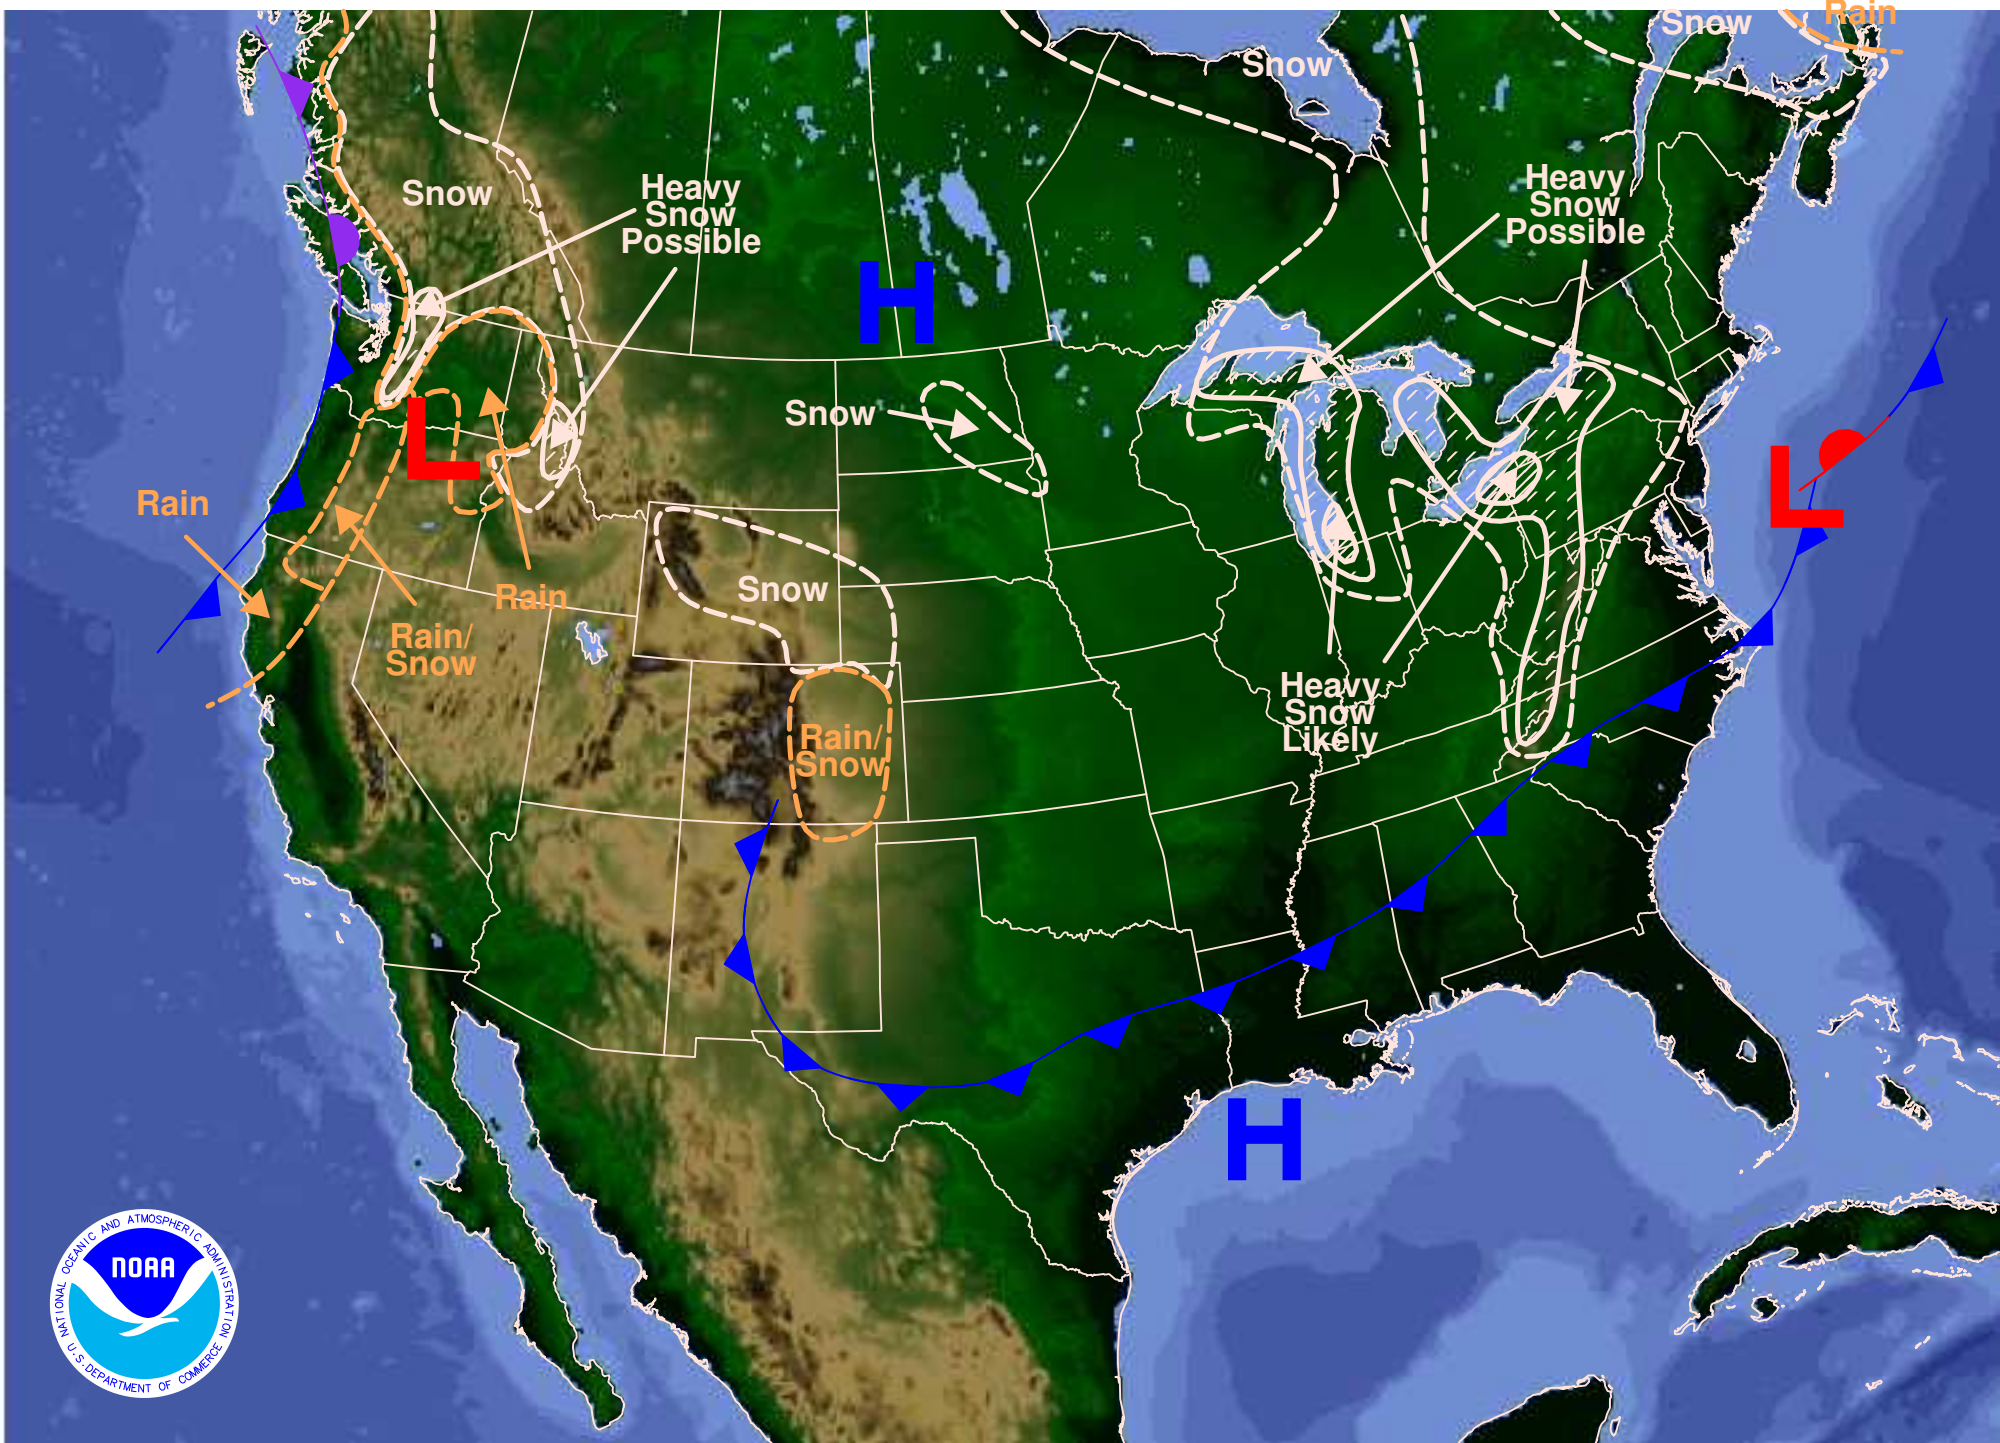 Snow
Rain
Snow
Snow
Heavy
Snow
Possible
Heavy
Snow
Possible
H
Snow
L
L
Rain
Snow
Rain
Rain/
Snow
Heavy
Snow
Likely
Rain/
Snow
H
NATIONAL OCEANIC AND ATMOSPHERIC ADMINISTRATION
NOAA
U.S. DEPARTMENT OF COMMERCE